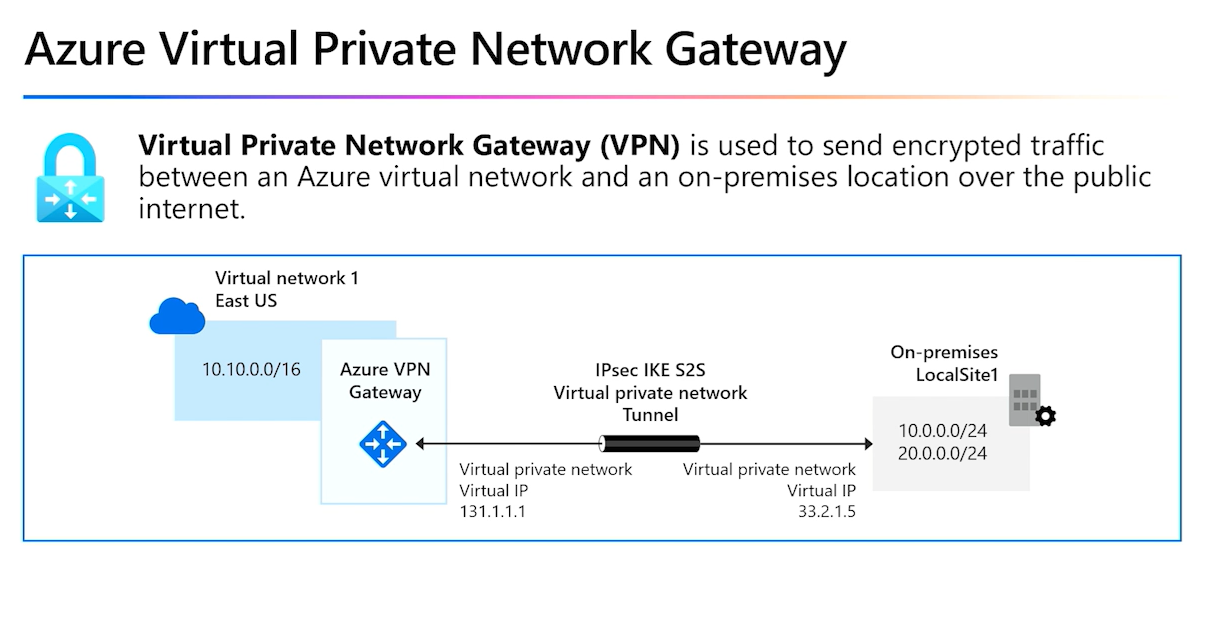 Azure Virtual Private Network Gateway
Virtual Private Network Gateway (VPN) is used to send encrypted traffic
between an Azure virtual network and an on-premises location over the public
internet.
Virtual network 1
East US
10.10.0.0/16
Azure VPN
Gateway
IPsec IKE S2S
Virtual private network
Tunnel
Virtual private network
Virtual IP
131.1.1.1
Virtual private network
Virtual IP
33.2.1.5
On-premises
LocalSite1
10.0.0.0/24
20.0.0.0/24